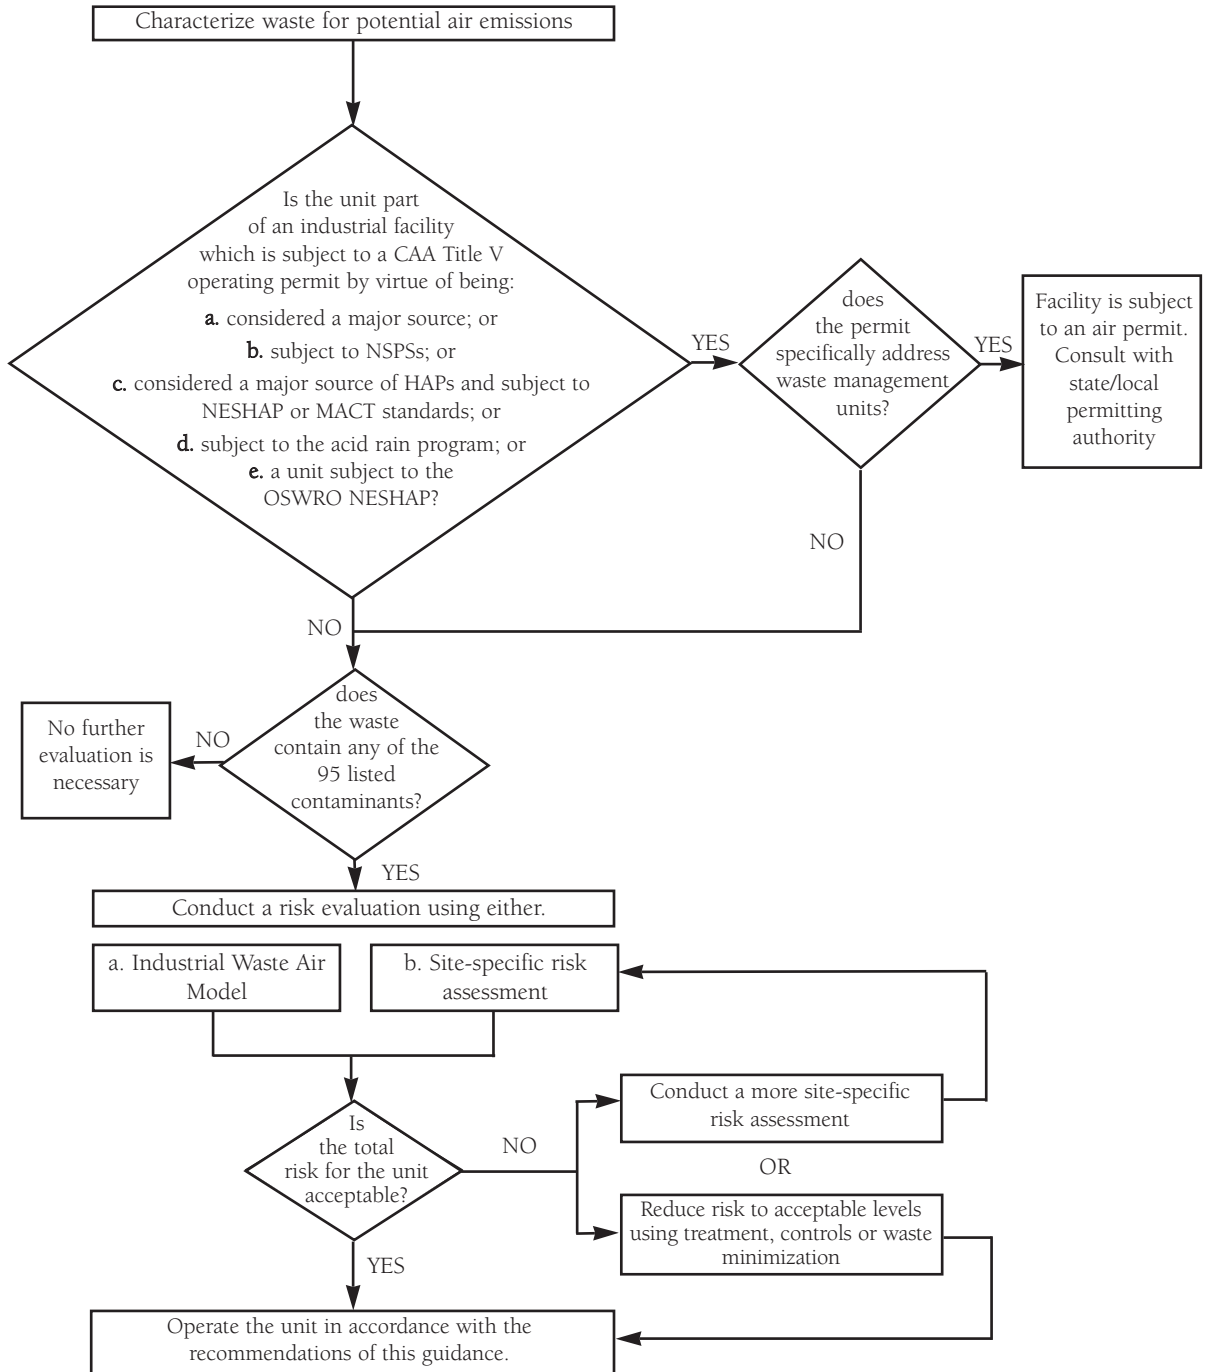 Characterize waste for potential air emissions
Is the unit part
of an industrial facility
which is subject to a CAA Title V
operating permit by virtue of being:
a. considered a major source; or
b. subject to NSPSs; or
c. considered a major source of HAPs and subject to
NESHAP or MACT standards; or
d. subject to the acid rain program; or
e. a unit subject to the
OSWRO NESHAP?
YES
does
the permit
specifically address
waste management
units?
YES
Facility is subject
to an air permit.
Consult with
state/local
permitting
authority
NO
NO
does
the waste
contain any of the
95 listed
contaminants?
NO
No further
evaluation is
necessary
YES
Conduct a risk evaluation using either.
a. Industrial Waste Air
Model
b. Site-specific risk
assessment
Is
the total
risk for the unit
acceptable?
NO
Conduct a more site-specific
risk assessment
OR
Reduce risk to acceptable levels
using treatment, controls or waste
minimization
YES
Operate the unit in accordance with the
recommendations of this guidance.